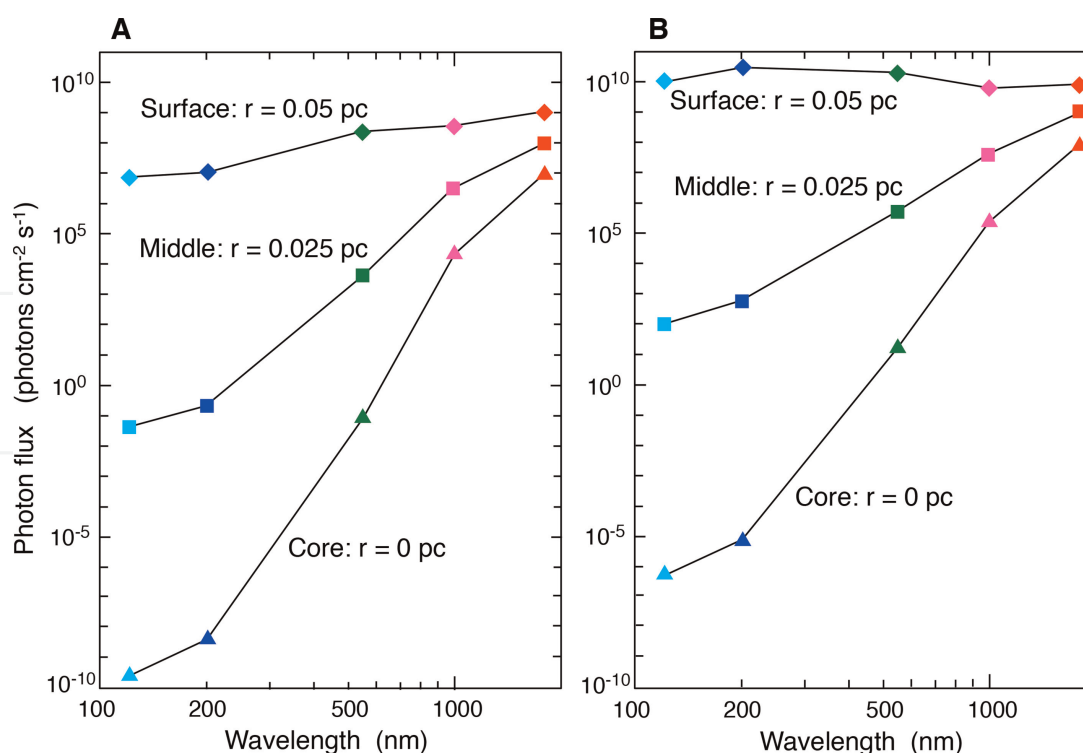 A
B
10^10
10^5
10^0
10^-5
10^-10
Photon flux (photons cm^-2 s^-1)
Surface: r = 0.05 pc
Middle: r = 0.025 pc
Core: r = 0 pc
100 200 500 1000
Wavelength (nm)
10^10
10^5
10^0
10^-5
10^-10
Surface: r = 0.05 pc
Middle: r = 0.025 pc
Core: r = 0 pc
100 200 500 1000
Wavelength (nm)